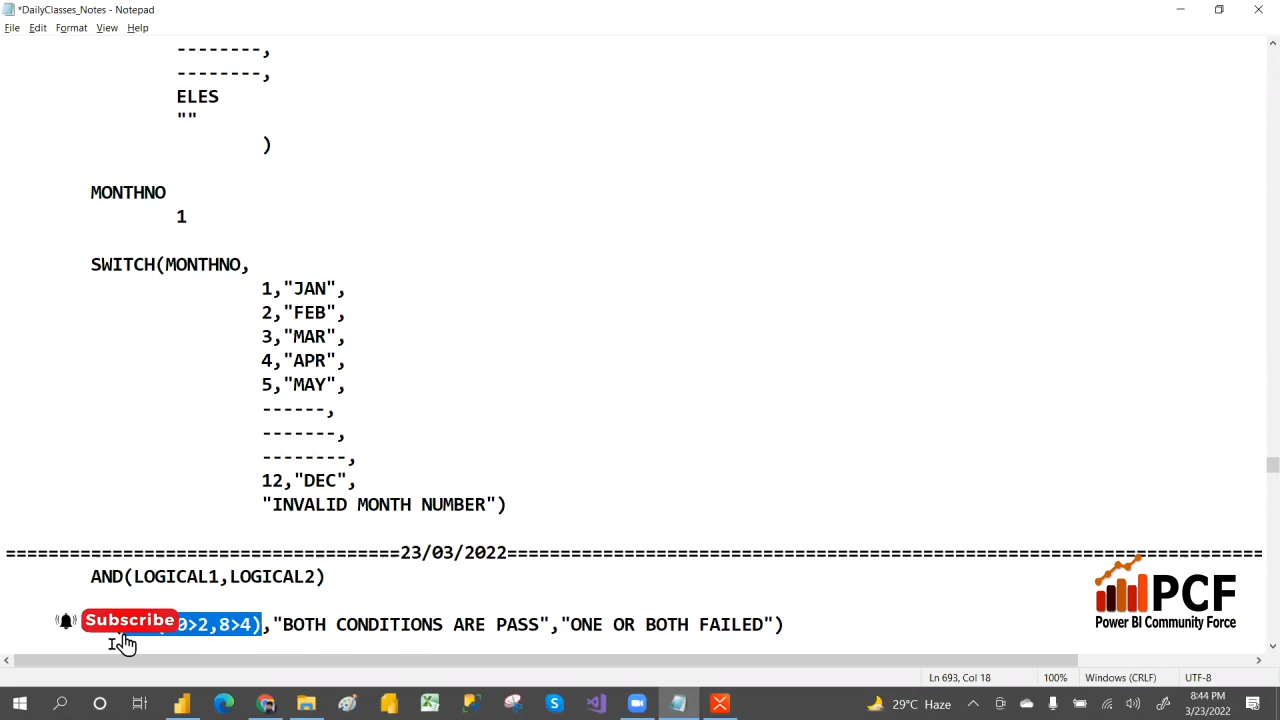 *DailyClasses_Notes - Notepad
File Edit Format View Help
--------,
--------,
ELES
""
)
MONTHNO
1
SWITCH(MONTHNO,
1,"JAN",
2,"FEB",
3,"MAR",
4,"APR",
5,"MAY",
------,
-------,
--------,
12,"DEC",
"INVALID MONTH NUMBER")
=====================================23/03/2022=======================================================================
AND(LOGICAL1,LOGICAL2)
Subscribe 0>2,8>4),"BOTH CONDITIONS ARE PASS","ONE OR BOTH FAILED")
PCF
Power BI Community Force
Ln 693, Col 18 100% Windows (CRLF) UTF-8
29°C Haze 8:44 PM
3/23/2022